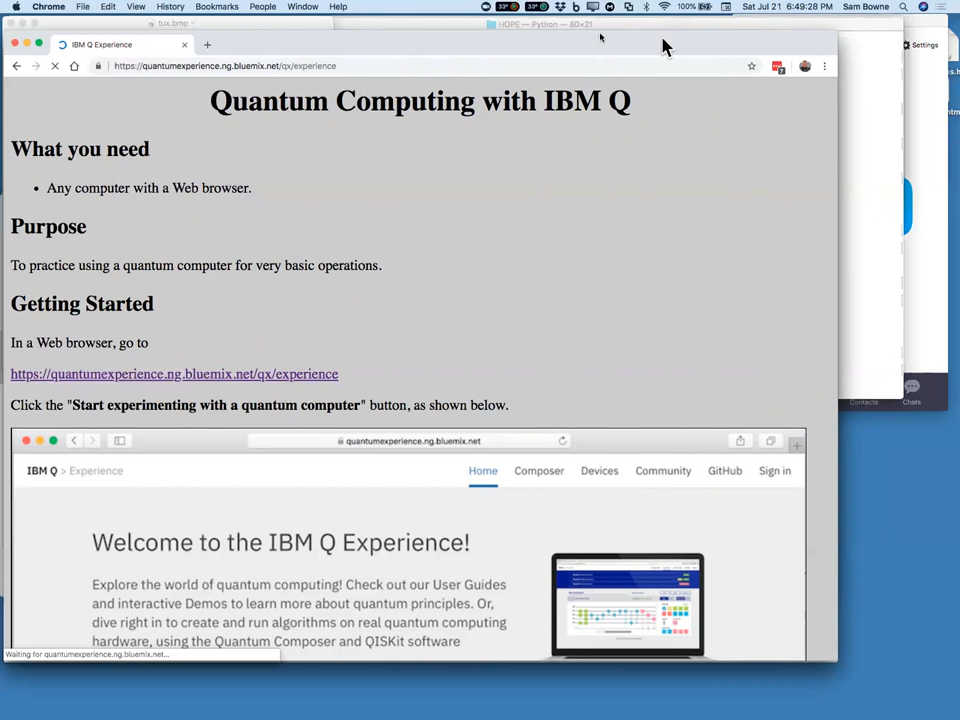 Chrome File Edit View History Bookmarks People Window Help 33° 33° 100% Sat Jul 21 6:49:28 PM Sam Bowne
tux.bmp HOPE — Python — 80×21
IBM Q Experience
Settings
https://quantumexperience.ng.bluemix.net/qx/experience
7
Quantum Computing with IBM Q
What you need
• Any computer with a Web browser.
Purpose
To practice using a quantum computer for very basic operations.
Getting Started
In a Web browser, go to
https://quantumexperience.ng.bluemix.net/qx/experience
Contacts Chats
Click the "Start experimenting with a quantum computer" button, as shown below.
quantumexperience.ng.bluemix.net
IBM Q > Experience Home Composer Devices Community GitHub Sign in
Welcome to the IBM Q Experience!
Explore the world of quantum computing! Check out our User Guides
and interactive Demos to learn more about quantum principles. Or,
dive right in to create and run algorithms on real quantum computing
hardware, using the Quantum Composer and QISKit software
Waiting for quantumexperience.ng.bluemix.net...